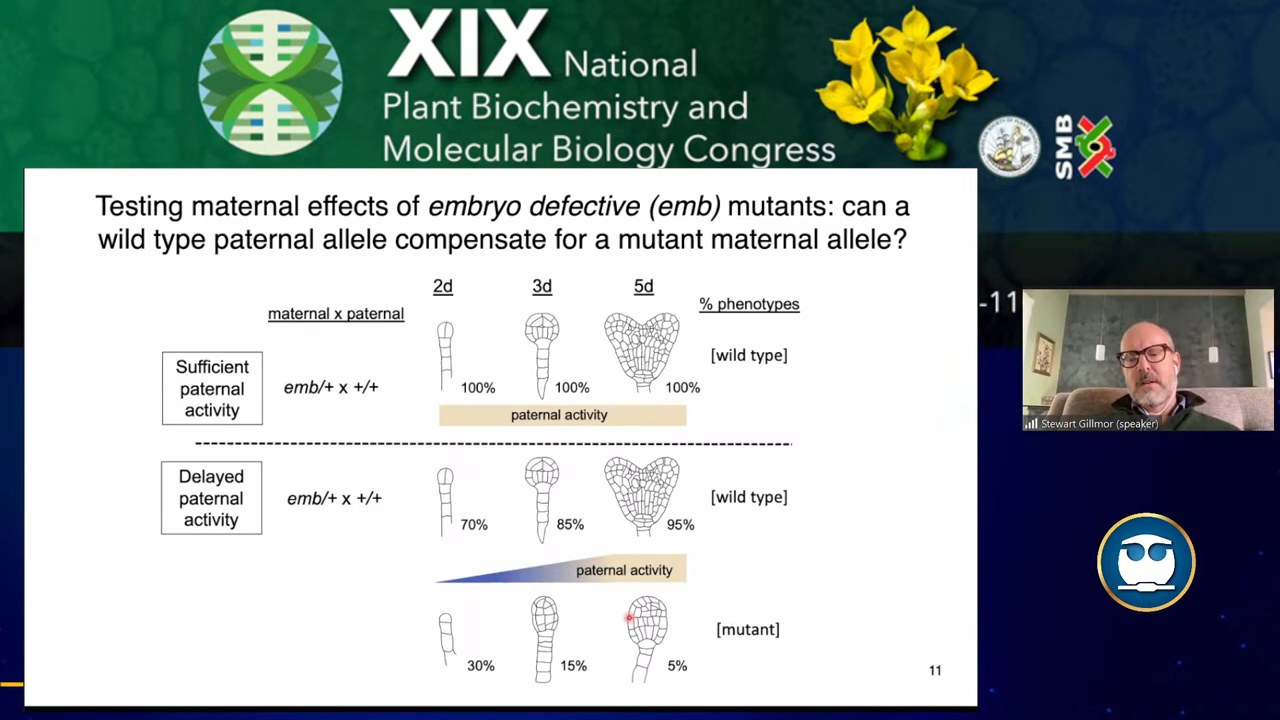 XIX National
Plant Biochemistry and
Molecular Biology Congress
SMB
Testing maternal effects of embryo defective (emb) mutants: can a
wild type paternal allele compensate for a mutant maternal allele?
2d
3d
5d
% phenotypes
maternal x paternal
Sufficient
paternal
activity
emb/+ x +/+
100%
100%
100%
[wild type]
paternal activity
Delayed
paternal
activity
emb/+ x +/+
70%
85%
95%
[wild type]
paternal activity
30%
15%
5%
[mutant]
11
-11
Stewart Gillmor (speaker)